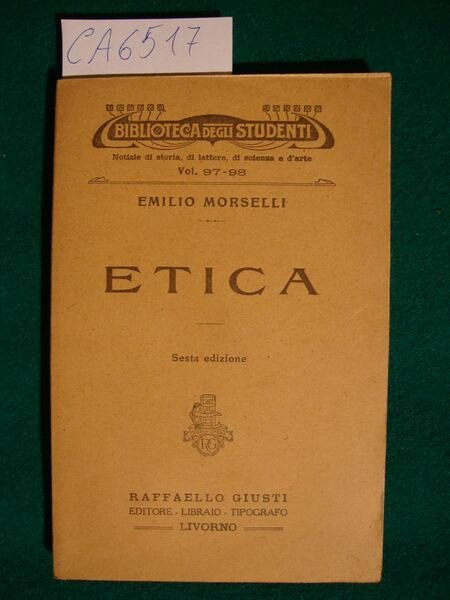 CA6517
BIBLIOTECA DEGLI STUDENTI
Notizie di storia, di lettere, di scienza e d'arte
Vol. 97-98
EMILIO MORSELLI
ETICA
Sesta edizione
RG
RAFFAELLO GIUSTI
EDITORE - LIBRAIO - TIPOGRAFO
LIVORNO